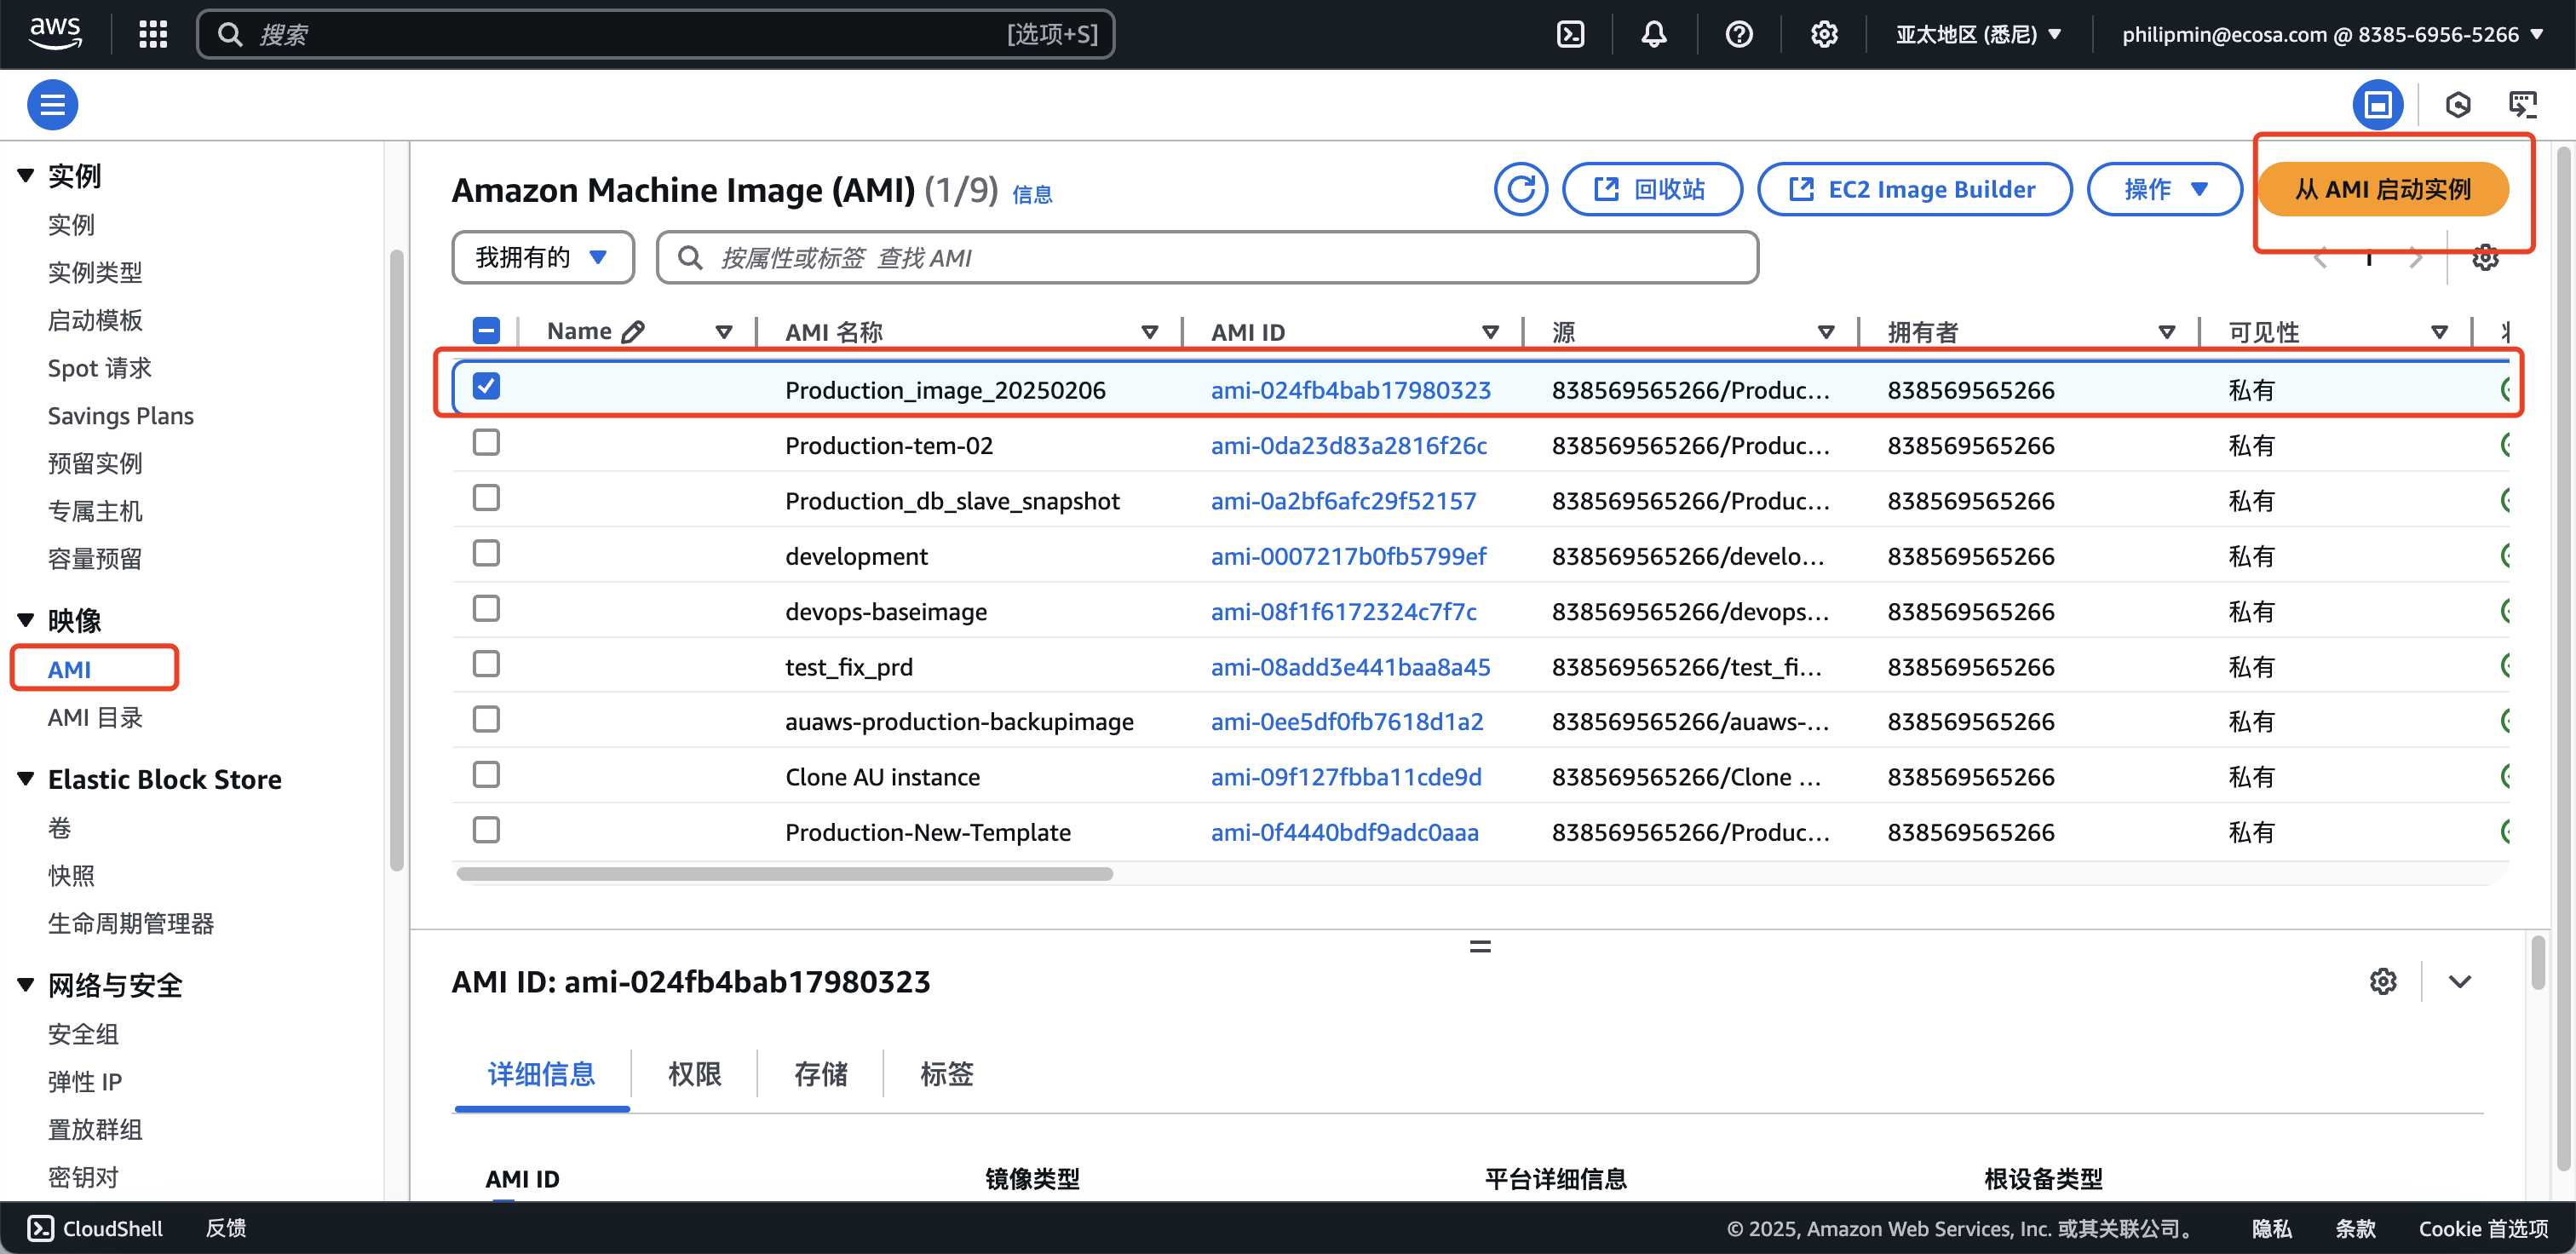 aws
搜索 [选项+S] 亚太地区 (悉尼) philipmin@ecosa.com @ 8385-6956-5266
实例
实例
实例类型
启动模板
Spot 请求
Savings Plans
预留实例
专属主机
容量预留
映像
AMI
AMI 目录
Elastic Block Store
卷
快照
生命周期管理器
网络与安全
安全组
弹性 IP
置放群组
密钥对
Amazon Machine Image (AMI) (1/9) 信息 回收站 EC2 Image Builder 操作 从 AMI 启动实例
我拥有的 按属性或标签 查找 AMI 1
Name AMI 名称 AMI ID 源 拥有者 可见性
Production_image_20250206 ami-024fb4bab17980323 838569565266/Produc... 838569565266 私有
Production-tem-02 ami-0da23d83a2816f26c 838569565266/Produc... 838569565266 私有
Production_db_slave_snapshot ami-0a2bf6afc29f52157 838569565266/Produc... 838569565266 私有
development ami-0007217b0fb5799ef 838569565266/develo... 838569565266 私有
devops-baseimage ami-08f1f6172324c7f7c 838569565266/devops... 838569565266 私有
test_fix_prd ami-08add3e441baa8a45 838569565266/test_fi... 838569565266 私有
auaws-production-backupimage ami-0ee5df0fb7618d1a2 838569565266/auaws-... 838569565266 私有
Clone AU instance ami-09f127fbba11cde9d 838569565266/Clone ... 838569565266 私有
Production-New-Template ami-0f4440bdf9adc0aaa 838569565266/Produc... 838569565266 私有
AMI ID: ami-024fb4bab17980323
详细信息 权限 存储 标签
AMI ID 镜像类型 平台详细信息 根设备类型
CloudShell 反馈 © 2025, Amazon Web Services, Inc. 或其关联公司。 隐私 条款 Cookie 首选项